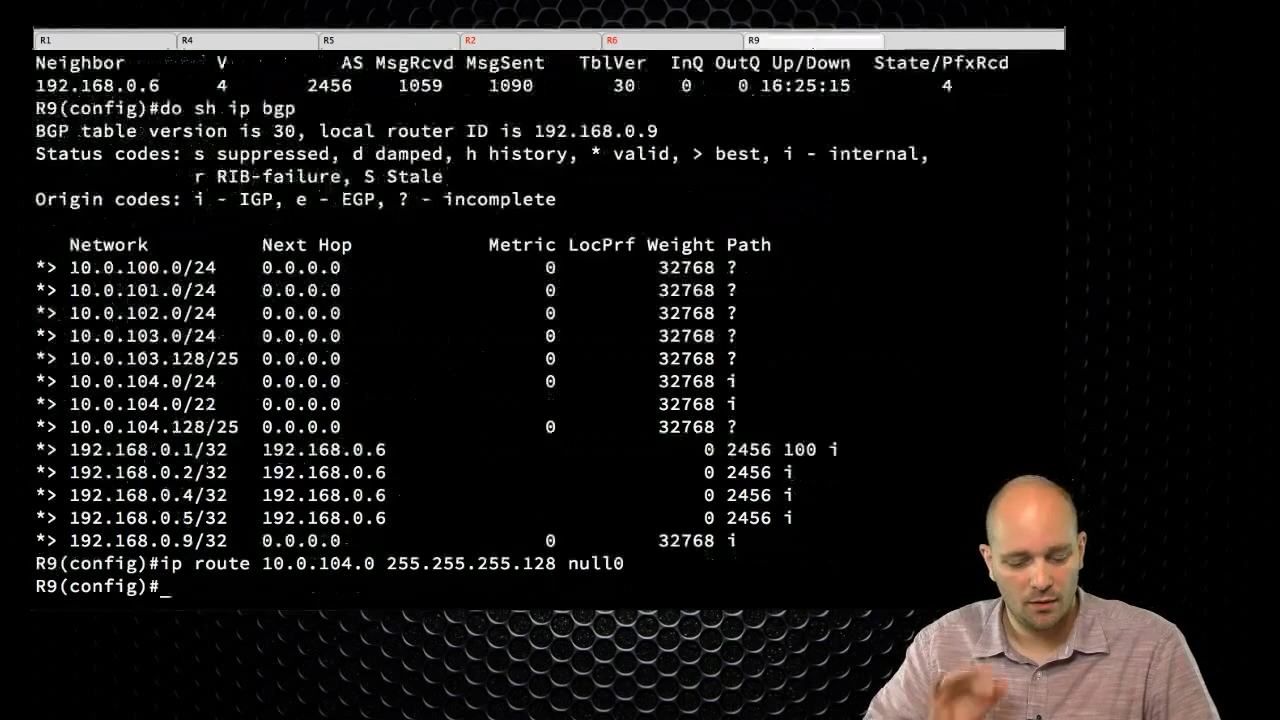 R1 R4 R5 R2 R6 R9
Neighbor V AS MsgRcvd MsgSent TblVer InQ OutQ Up/Down State/PfxRcd
192.168.0.6 4 2456 1059 1090 30 0 0 16:25:15 4
R9(config)#do sh ip bgp
BGP table version is 30, local router ID is 192.168.0.9
Status codes: s suppressed, d damped, h history, * valid, > best, i - internal,
r RIB-failure, S Stale
Origin codes: i - IGP, e - EGP, ? - incomplete
Network Next Hop Metric LocPrf Weight Path
*> 10.0.100.0/24 0.0.0.0 0 32768 ?
*> 10.0.101.0/24 0.0.0.0 0 32768 ?
*> 10.0.102.0/24 0.0.0.0 0 32768 ?
*> 10.0.103.0/24 0.0.0.0 0 32768 ?
*> 10.0.103.128/25 0.0.0.0 0 32768 ?
*> 10.0.104.0/24 0.0.0.0 0 32768 i
*> 10.0.104.0/22 0.0.0.0 32768 i
*> 10.0.104.128/25 0.0.0.0 0 32768 ?
*> 192.168.0.1/32 192.168.0.6 0 2456 100 i
*> 192.168.0.2/32 192.168.0.6 0 2456 i
*> 192.168.0.4/32 192.168.0.6 0 2456 i
*> 192.168.0.5/32 192.168.0.6 0 2456 i
*> 192.168.0.9/32 0.0.0.0 0 32768 i
R9(config)#ip route 10.0.104.0 255.255.255.128 null0
R9(config)#_